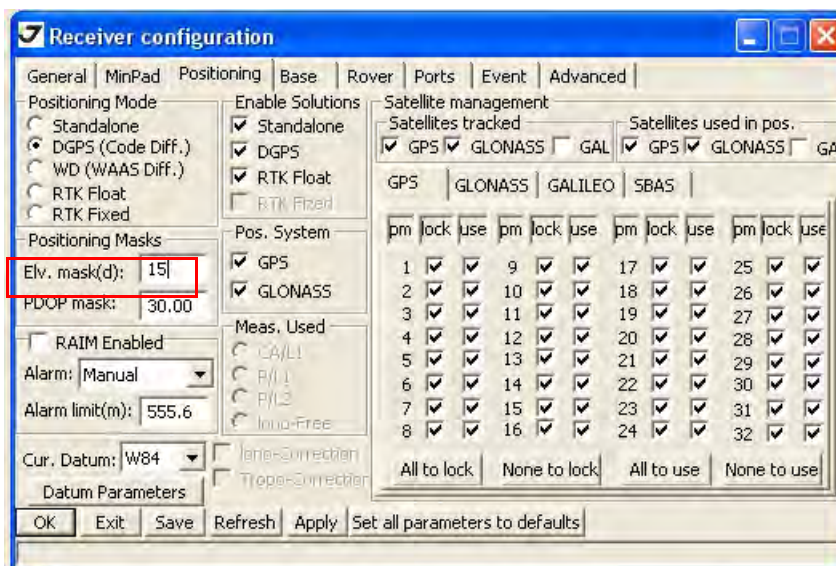 Receiver configuration
General MinPad Positioning Base Rover Ports Event Advanced
Positioning Mode
Standalone
DGPS (Code Diff.)
WD (WAAS Diff.)
RTK Float
RTK Fixed
Positioning Masks
Elv. mask(d): 15
PDOP mask: 30.00
RAIM Enabled
Alarm: Manual
Alarm limit(m): 555.6
Cur. Datum: W84
Datum Parameters
Enable Solutions
Standalone
DGPS
RTK Float
RTK Fixed
Pos. System
GPS
GLONASS
Meas. Used
CA/L1
P/L1
P/L2
Iono-Free
Iono-Correction
Tropo-Correction
Satellite management
Satellites tracked
GPS GLONASS GAL
Satellites used in pos.
GPS GLONASS GA
GPS GLONASS GALILEO SBAS
prn lock use prn lock use prn lock use prn lock use
1 9 17 25
2 10 18 26
3 11 19 27
4 12 20 28
5 13 21 29
6 14 22 30
7 15 23 31
8 16 24 32
All to lock None to lock All to use None to use
OK Exit Save Refresh Apply Set all parameters to defaults